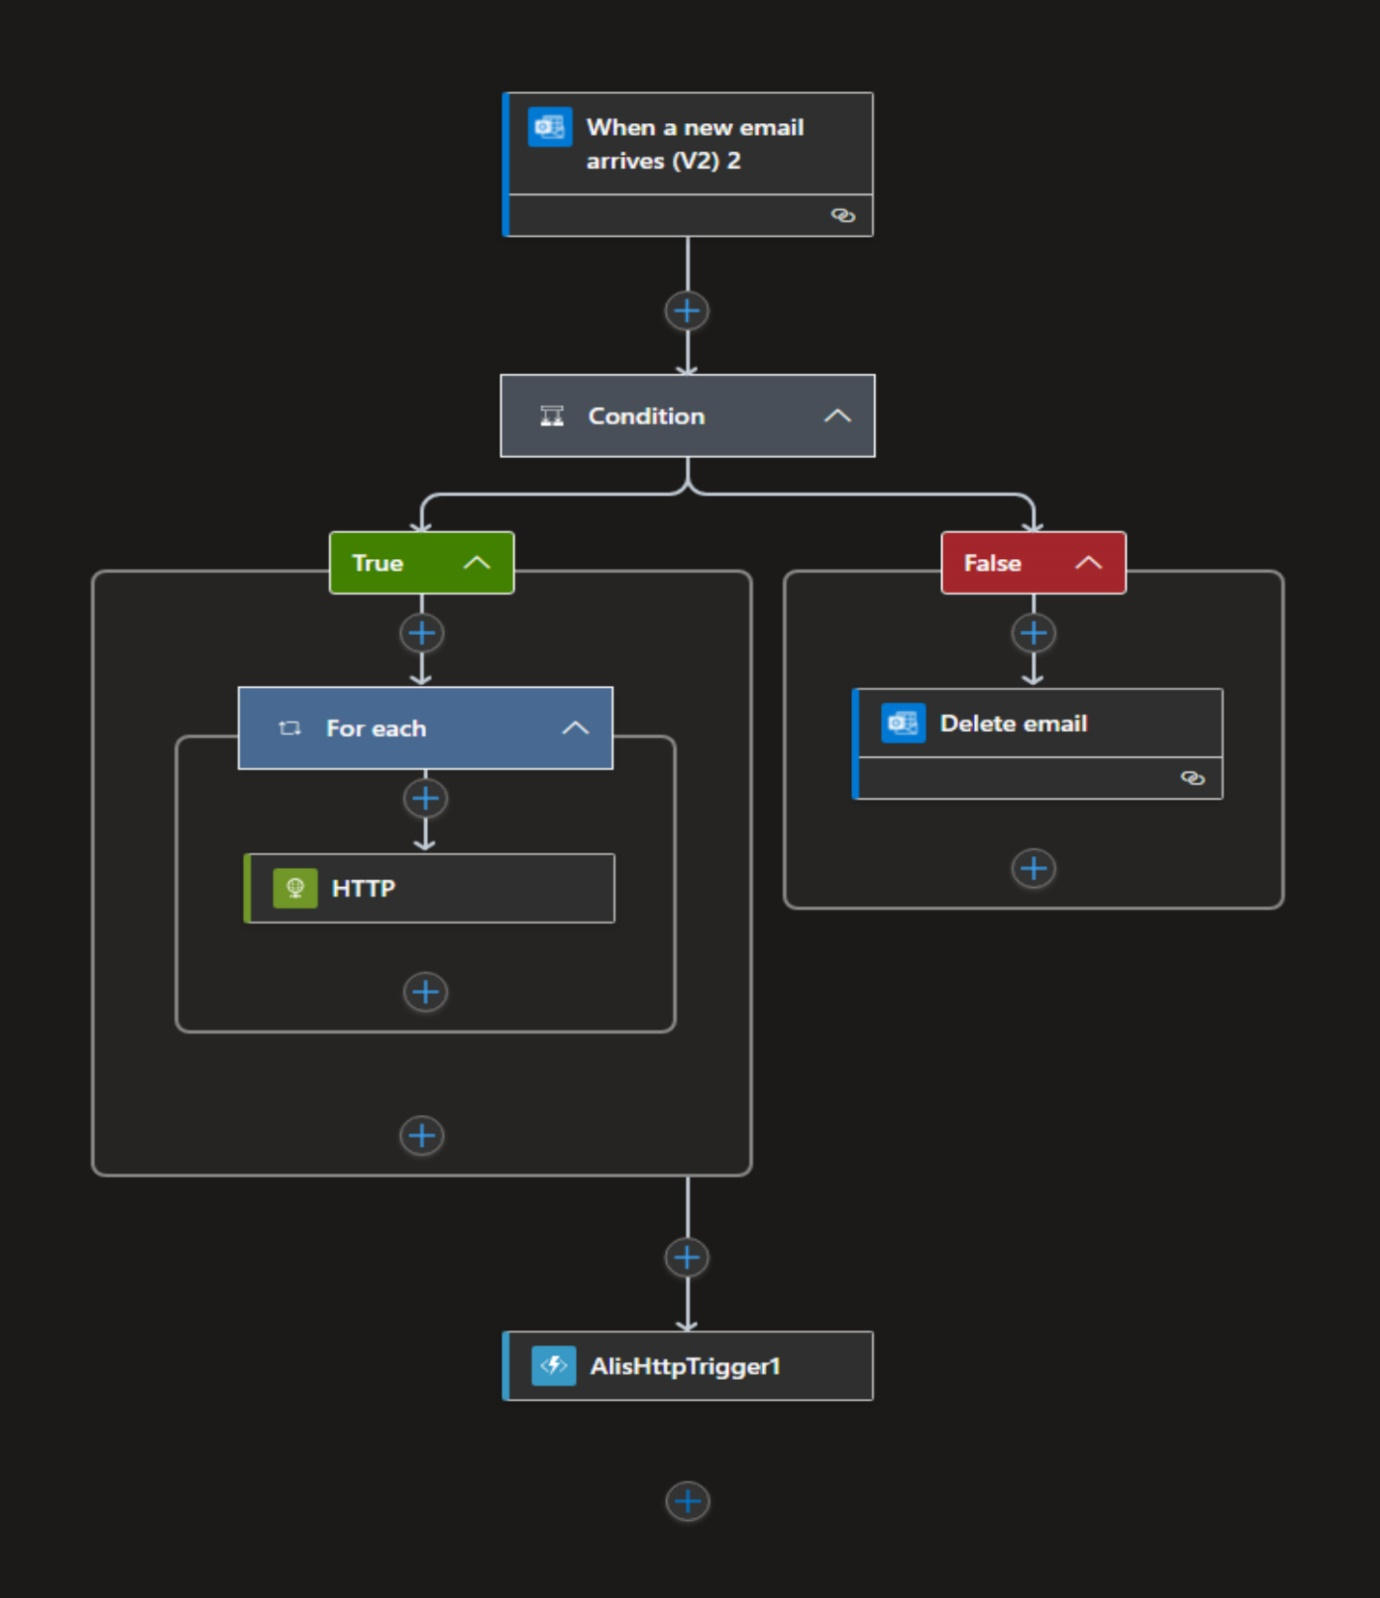 When a new email
arrives (V2) 2
Condition
True
False
For each
Delete email
HTTP
AlisHttpTrigger1